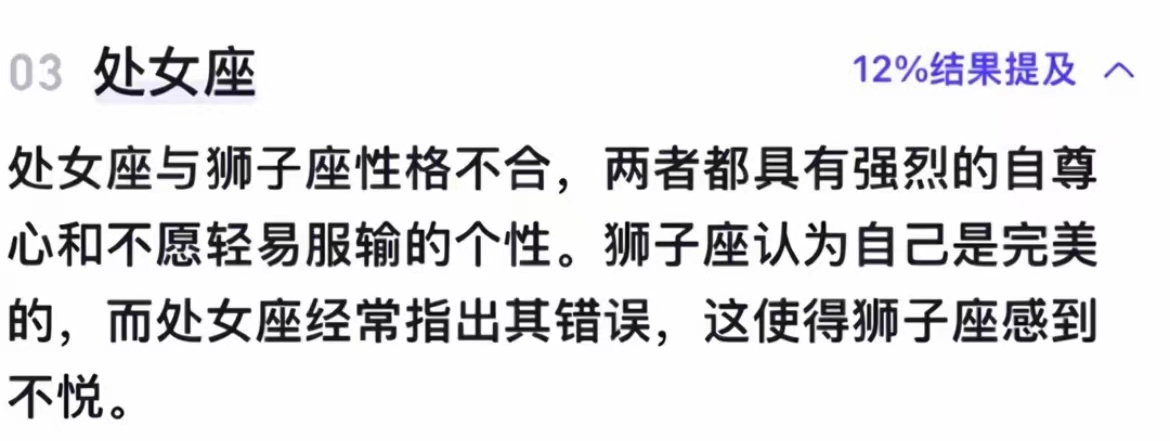 03 处女座 12%结果提及
处女座与狮子座性格不合，两者都具有强烈的自尊
心和不愿轻易服输的个性。狮子座认为自己是完美
的，而处女座经常指出其错误，这使得狮子座感到
不悦。